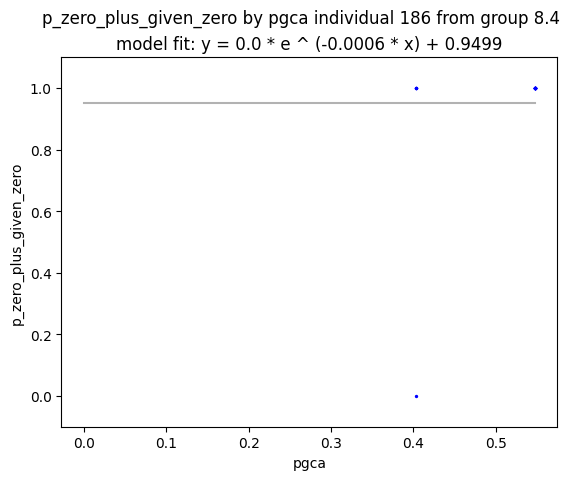 p_zero_plus_given_zero by pgca individual 186 from group 8.4
model fit: y = 0.0 * e ^ (-0.0006 * x) + 0.9499
1.0
0.8
0.6
0.4
0.2
0.0
p_zero_plus_given_zero
0.0 0.1 0.2 0.3 0.4 0.5
pgca